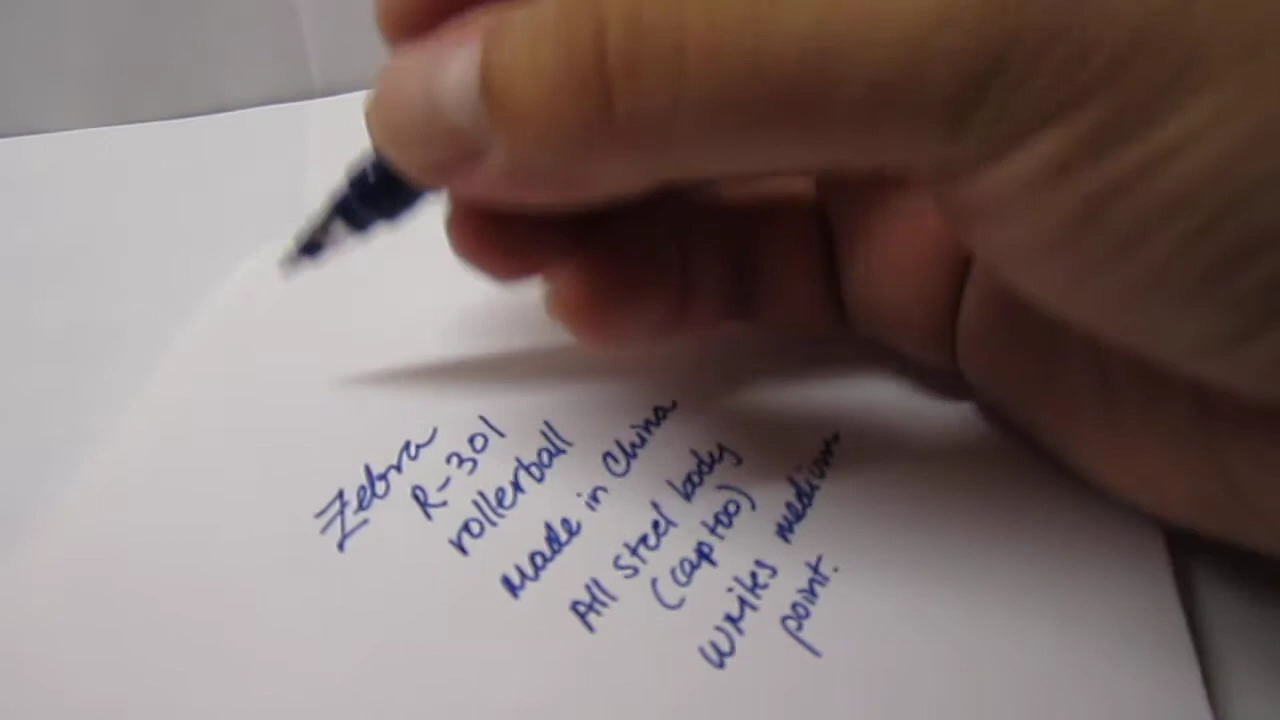 Zebra
R-301
rollerball
Made in China
All Steel body
(cap too)
Writes medium
point.